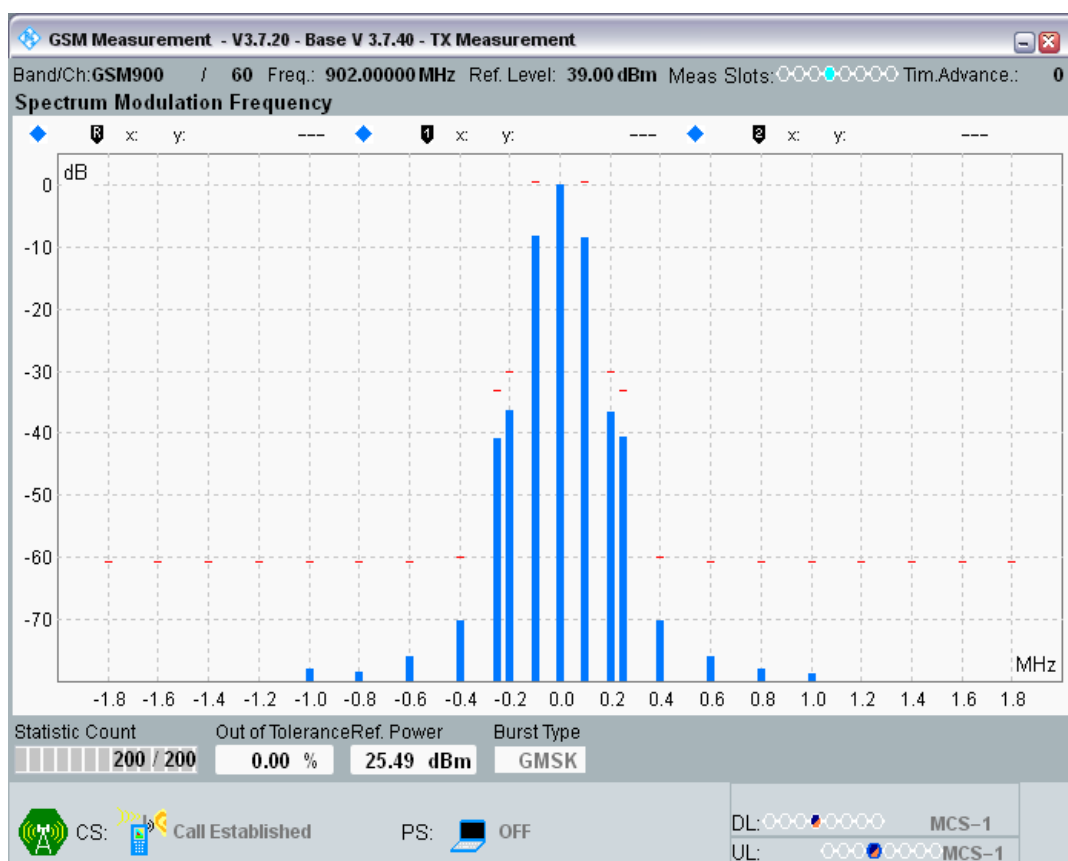 GSM Measurement - V3.7.20 - Base V 3.7.40 - TX Measurement
Band/Ch:GSM900 / 60 Freq.: 902.00000 MHz Ref. Level: 39.00 dBm Meas Slots: Tim.Advance.: 0
Spectrum Modulation Frequency
R x: y: --- 1 x: y: --- 2 x: y: ---
dB
0
-10
-20
-30
-40
-50
-60
-70
MHz
-1.8 -1.6 -1.4 -1.2 -1.0 -0.8 -0.6 -0.4 -0.2 0.0 0.2 0.4 0.6 0.8 1.0 1.2 1.4 1.6 1.8
Statistic Count Out of Tolerance Ref. Power Burst Type
200 / 200 0.00 % 25.49 dBm GMSK
CS: Call Established PS: OFF
DL: MCS-1
UL: MCS-1